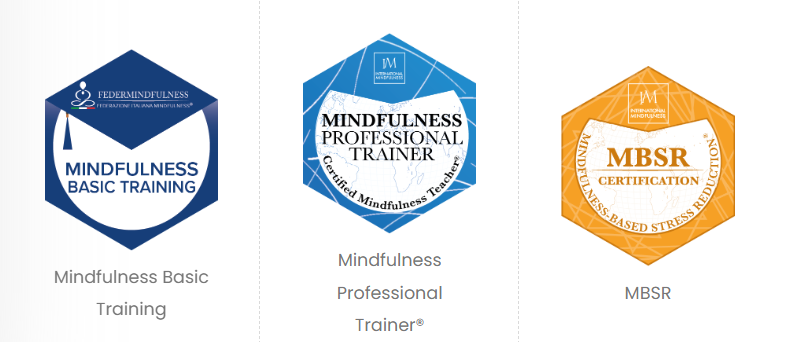 FEDERMINDFULNESS
FEDERAZIONE ITALIANA MINDFULNESS®
MINDFULNESS
BASIC TRAINING
Mindfulness Basic
Training
IM
INTERNATIONAL
MINDFULNESS
MINDFULNESS
PROFESSIONAL
TRAINER
Certified Mindfulness Teacher®
Mindfulness
Professional
Trainer®
IM
INTERNATIONAL
MINDFULNESS
MBSR
CERTIFICATION
MINDFULNESS-BASED STRESS REDUCTION®
MBSR